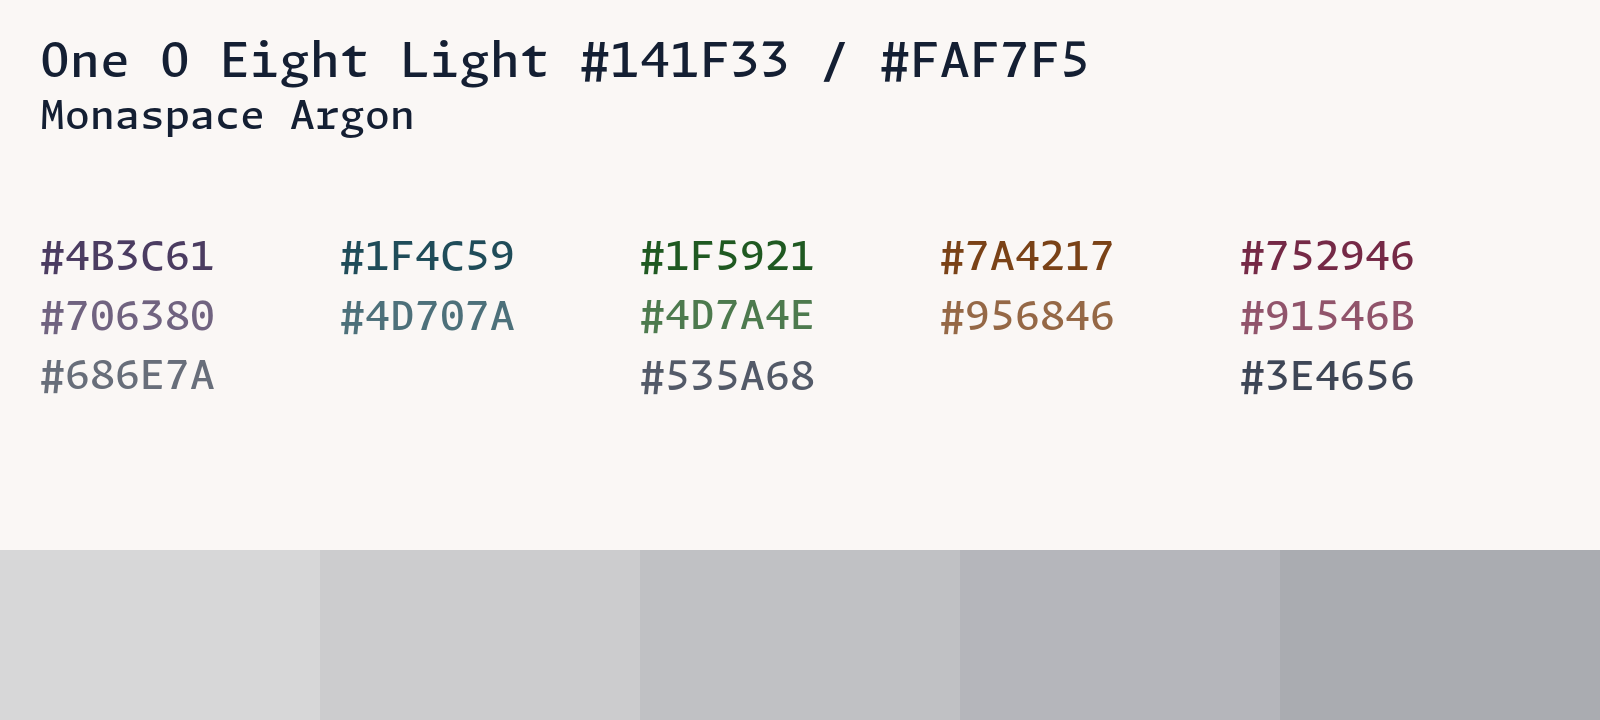 One O Eight Light #141F33 / #FAF7F5
Monaspace Argon
#4B3C61 #1F4C59 #1F5921 #7A4217 #752946
#706380 #4D707A #4D7A4E #956846 #91546B
#686E7A #535A68 #3E4656